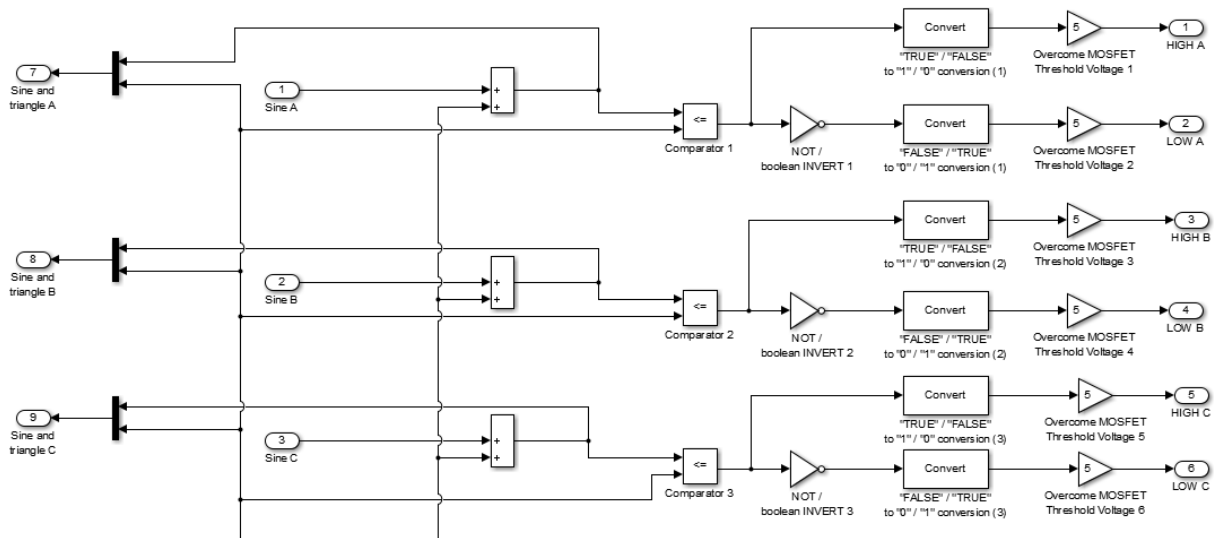 Convert
5
1
"TRUE" / "FALSE"
to "1" / "0" conversion (1)
Overcome MOSFET
Threshold Voltage 1
HIGH A
7
Sine and
triangle A
1
Sine A
+
+
<=
Comparator 1
NOT /
boolean INVERT 1
Convert
"FALSE" / "TRUE"
to "0" / "1" conversion (1)
5
Overcome MOSFET
Threshold Voltage 2
2
LOW A
Convert
"TRUE" / "FALSE"
to "1" / "0" conversion (2)
5
Overcome MOSFET
Threshold Voltage 3
3
HIGH B
8
Sine and
triangle B
2
Sine B
+
+
<=
Comparator 2
NOT /
boolean INVERT 2
Convert
"FALSE" / "TRUE"
to "0" / "1" conversion (2)
5
Overcome MOSFET
Threshold Voltage 4
4
LOW B
Convert
"TRUE" / "FALSE"
to "1" / "0" conversion (3)
5
Overcome MOSFET
Threshold Voltage 5
5
HIGH C
9
Sine and
triangle C
3
Sine C
+
+
<=
Comparator 3
NOT /
boolean INVERT 3
Convert
"FALSE" / "TRUE"
to "0" / "1" conversion (3)
5
Overcome MOSFET
Threshold Voltage 6
6
LOW C